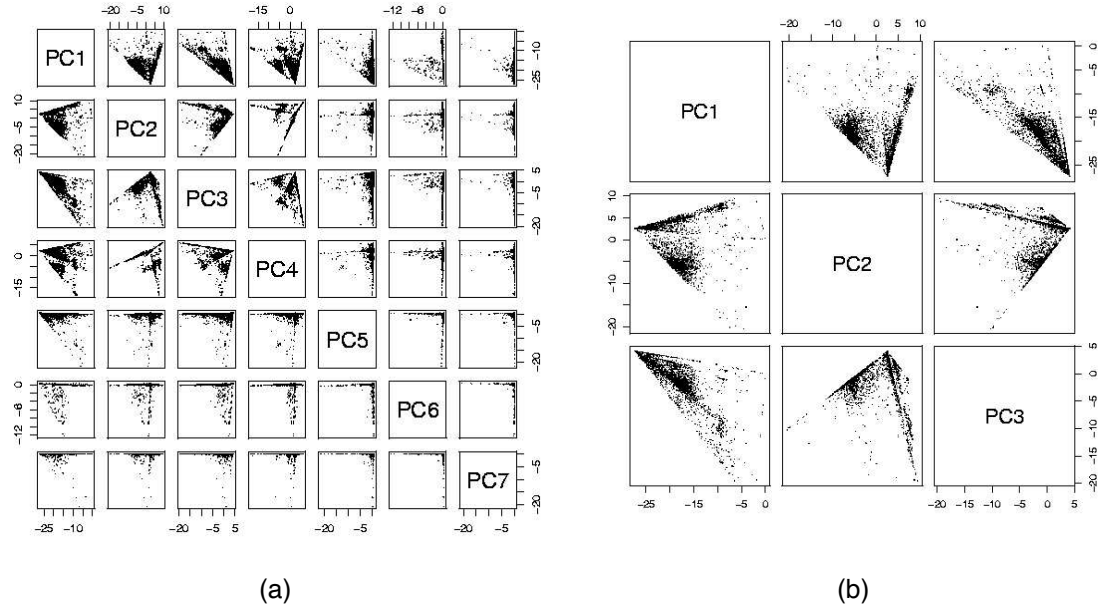 -20 -5 10 -15 0 -12 -6 0
PC1 -10 -25
10 -5 -20 PC2
PC3 5 -5 -20
0 -15 PC4
PC5 -5 -20
0 -6 -12 PC6
PC7 -5 -20
-25 -10 -20 -5 5 -20 -5 -20 -5
(a)
-20 -10 0 5 10
PC1 0 -5 -15 -25
10 5 0 -10 -20 PC2
PC3 5 0 -5 -10 -15 -20
-25 -15 -5 0 -20 -15 -10 -5 0 5
(b)